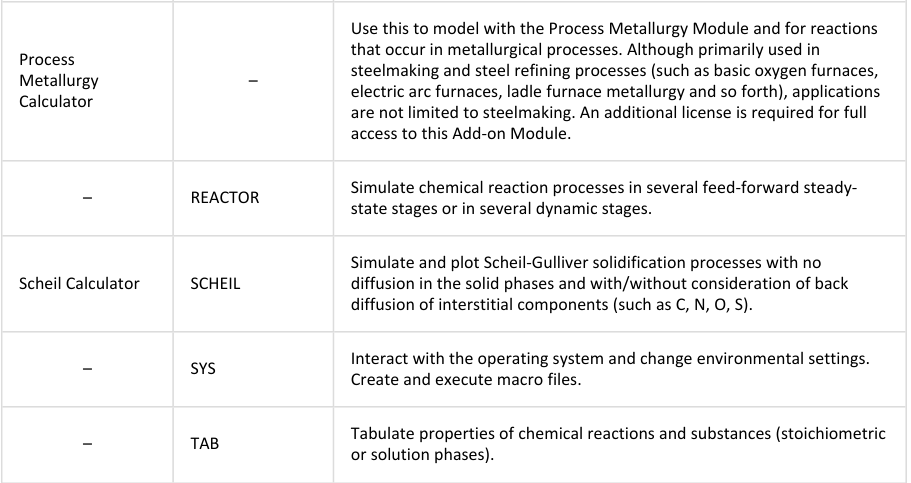 Process
Metallurgy
Calculator
–
Use this to model with the Process Metallurgy Module and for reactions
that occur in metallurgical processes. Although primarily used in
steelmaking and steel refining processes (such as basic oxygen furnaces,
electric arc furnaces, ladle furnace metallurgy and so forth), applications
are not limited to steelmaking. An additional license is required for full
access to this Add-on Module.
–
REACTOR
Simulate chemical reaction processes in several feed-forward steady-
state stages or in several dynamic stages.
Scheil Calculator
SCHEIL
Simulate and plot Scheil-Gulliver solidification processes with no
diffusion in the solid phases and with/without consideration of back
diffusion of interstitial components (such as C, N, O, S).
–
SYS
Interact with the operating system and change environmental settings.
Create and execute macro files.
–
TAB
Tabulate properties of chemical reactions and substances (stoichiometric
or solution phases).